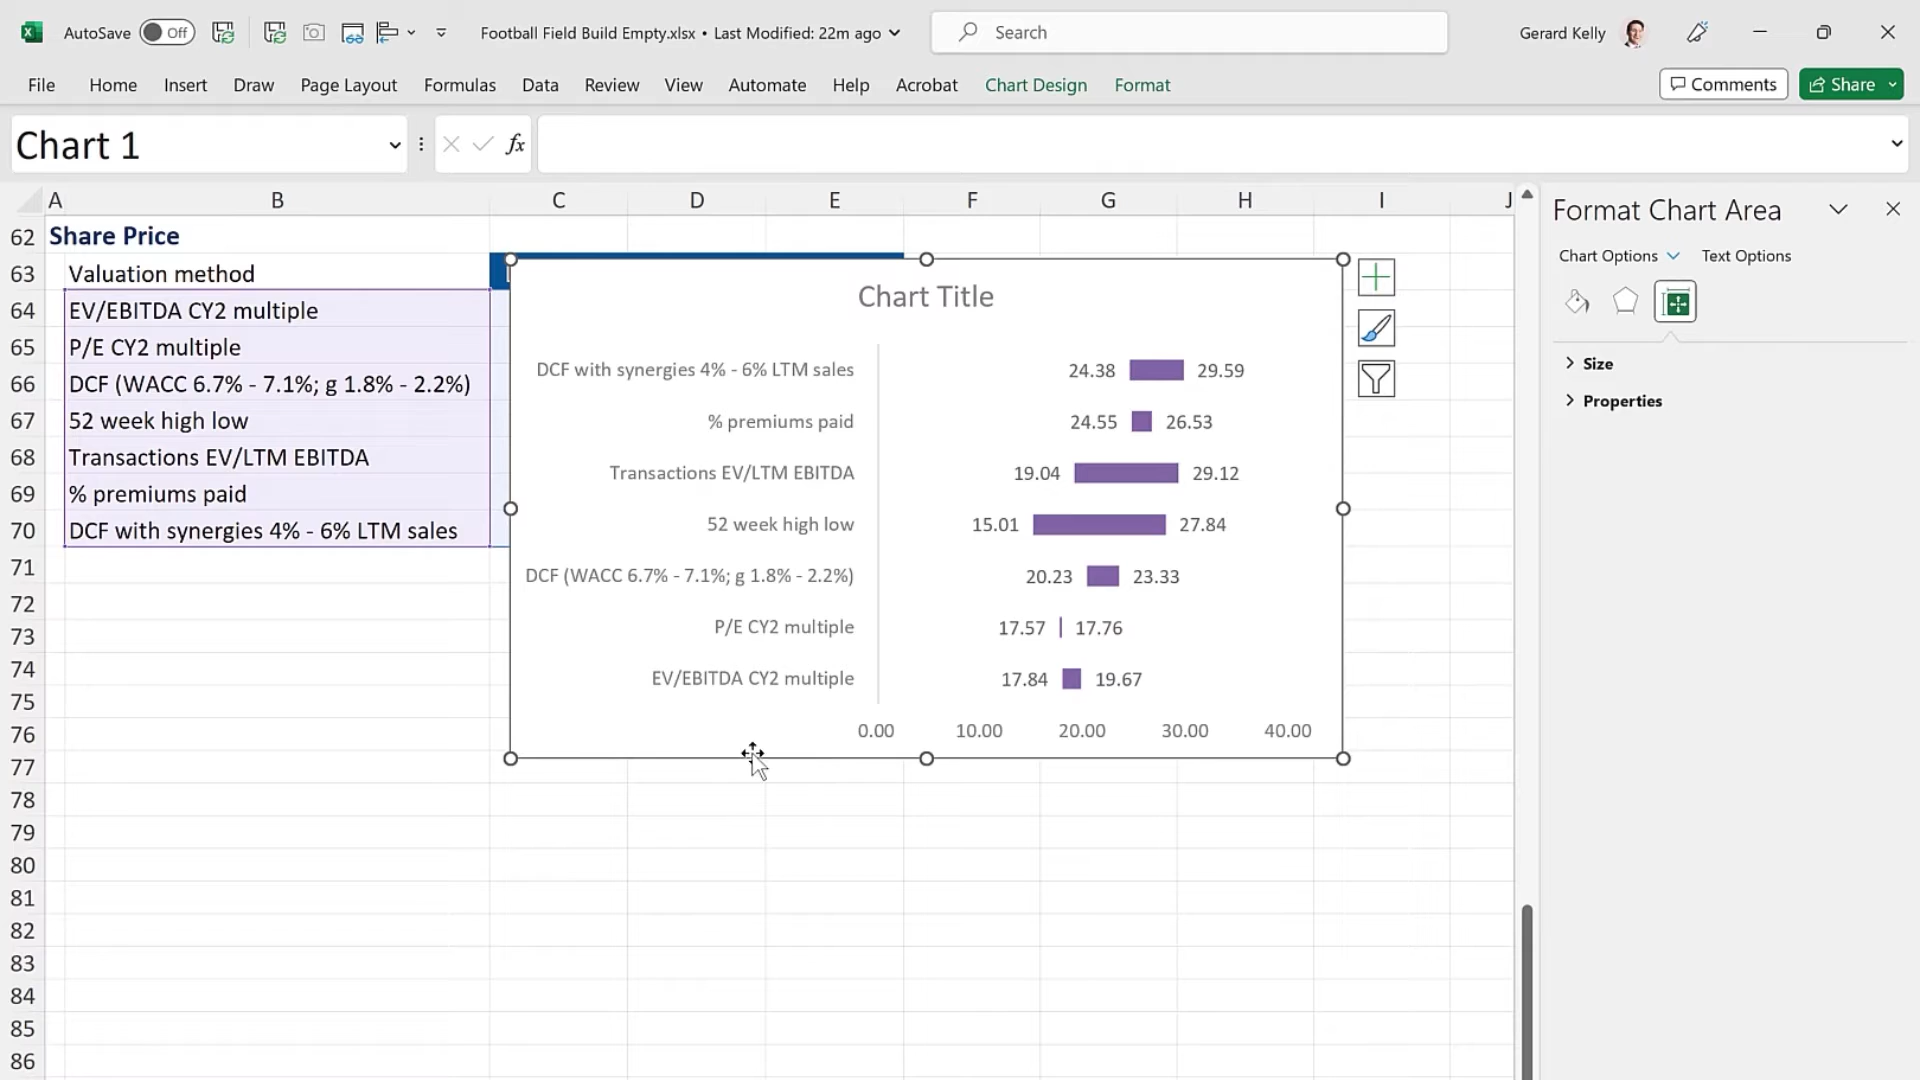 AutoSave Off Football Field Build Empty.xlsx • Last Modified: 22m ago Search Gerard Kelly
File Home Insert Draw Page Layout Formulas Data Review View Automate Help Acrobat Chart Design Format Comments Share
Chart 1 fx
A B C D E F G H I J
62 Share Price
63 Valuation method
64 EV/EBITDA CY2 multiple
65 P/E CY2 multiple
66 DCF (WACC 6.7% - 7.1%; g 1.8% - 2.2%)
67 52 week high low
68 Transactions EV/LTM EBITDA
69 % premiums paid
70 DCF with synergies 4% - 6% LTM sales
71
72
73
74
75
76
77
78
79
80
81
82
83
84
85
86
Chart Title
DCF with synergies 4% - 6% LTM sales 24.38 29.59
% premiums paid 24.55 26.53
Transactions EV/LTM EBITDA 19.04 29.12
52 week high low 15.01 27.84
DCF (WACC 6.7% - 7.1%; g 1.8% - 2.2%) 20.23 23.33
P/E CY2 multiple 17.57 17.76
EV/EBITDA CY2 multiple 17.84 19.67
0.00 10.00 20.00 30.00 40.00
Format Chart Area
Chart Options Text Options
Size
Properties